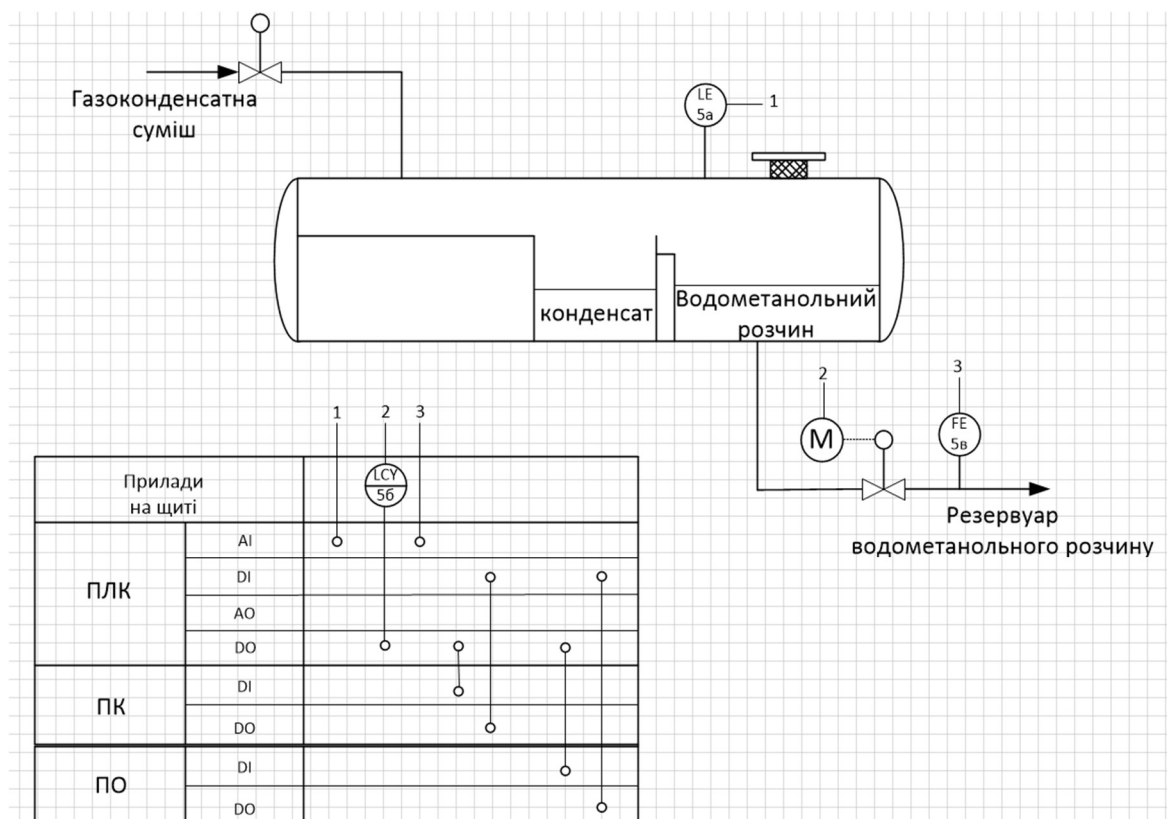 Газоконденсатна
суміш
LE
5а
1
конденсат
Водометанольний
розчин
2
3
М
FE
5в
Резервуар
водометанольного розчину
1
2
3
Прилади
на щиті
LCY
5б
ПЛК
AI
DI
AO
DO
ПК
DI
DO
ПО
DI
DO